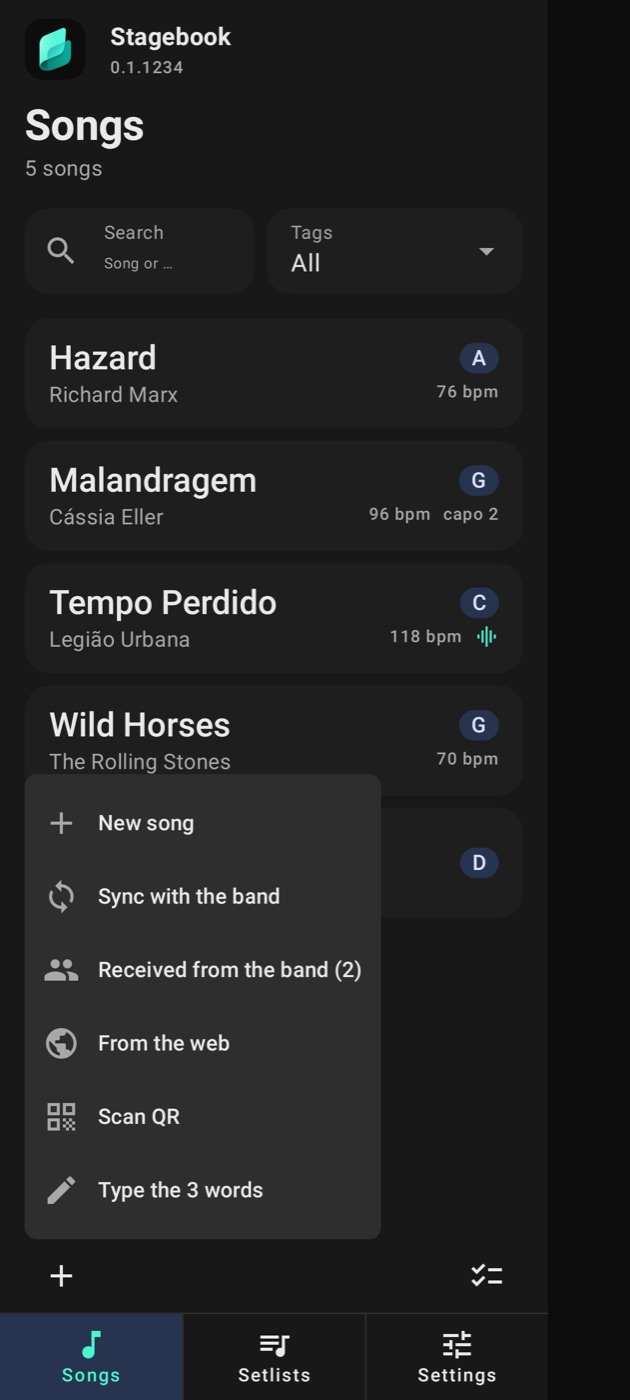 Stagebook
0.1.1234
Songs
5 songs
Search
Song or …
Tags
All
Hazard
A
Richard Marx
76 bpm
Malandragem
G
Cássia Eller
96 bpm capo 2
Tempo Perdido
C
Legião Urbana
118 bpm
Wild Horses
G
The Rolling Stones
70 bpm
D
New song
Sync with the band
Received from the band (2)
From the web
Scan QR
Type the 3 words
Songs
Setlists
Settings